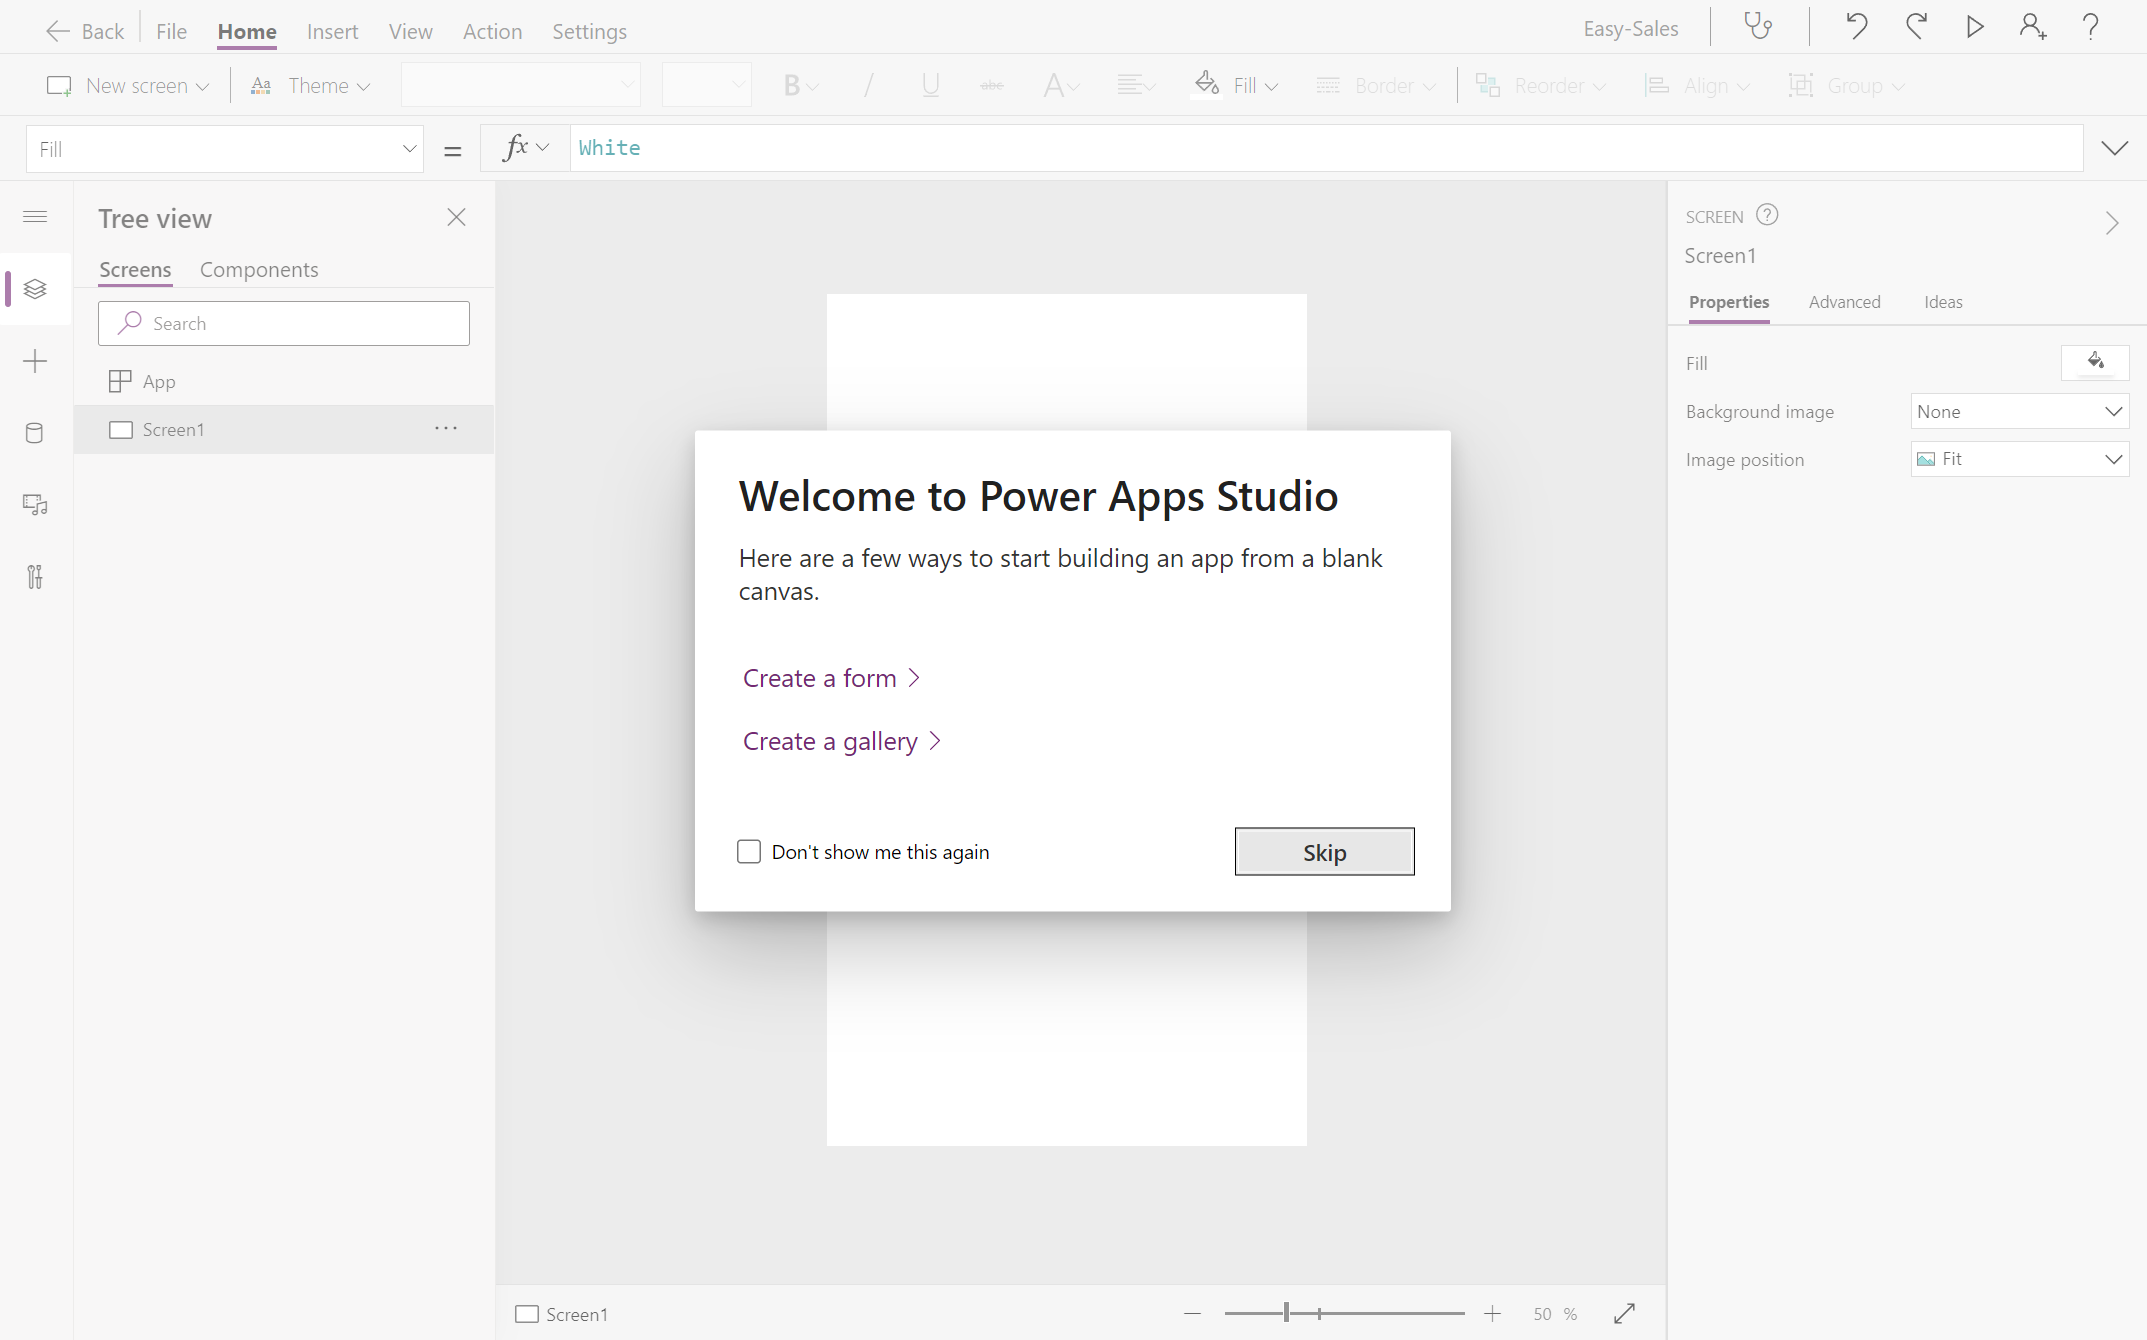 Back File Home Insert View Action Settings Easy-Sales
New screen Aa Theme B I U abc A Fill Border Reorder Align Group
Fill = fx White
Tree view
Screens Components
Search
App
Screen1
SCREEN
Screen1
Properties Advanced Ideas
Fill
Background image None
Image position Fit
Welcome to Power Apps Studio
Here are a few ways to start building an app from a blank
canvas.
Create a form
Create a gallery
Don't show me this again Skip
Screen1 50 %